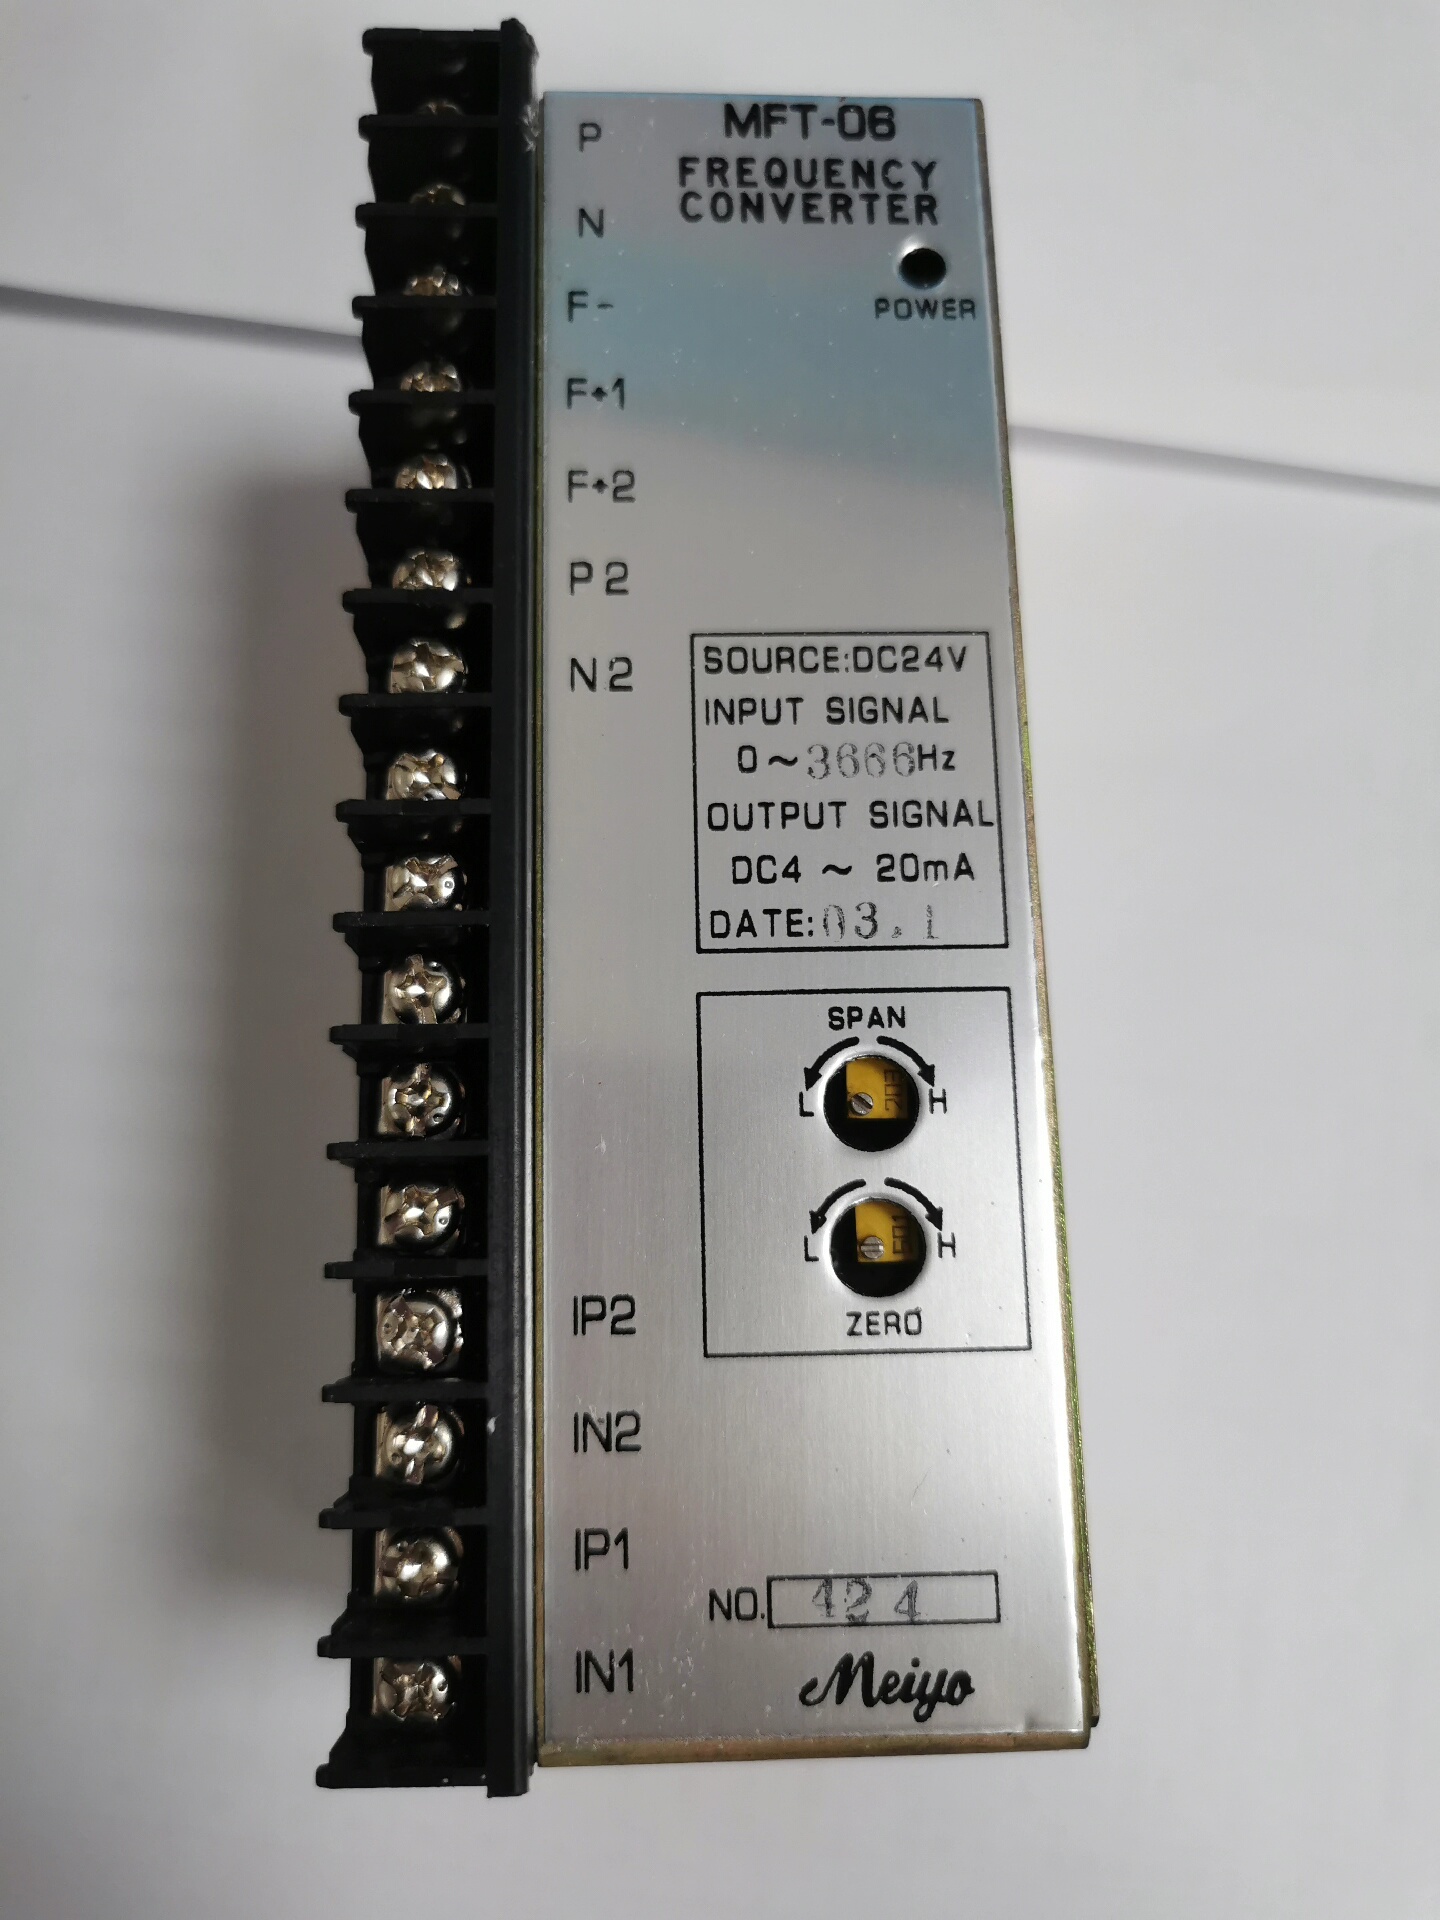 MFT-06
FREQUENCY
CONVERTER
POWER
P
N
F-
F+1
F+2
P2
N2
SOURCE:DC24V
INPUT SIGNAL
0~3666Hz
OUTPUT SIGNAL
DC4 ~ 20mA
DATE:03.1
SPAN
L H
L H
ZERO
IP2
IN2
IP1
IN1
NO. 424
Meiyo